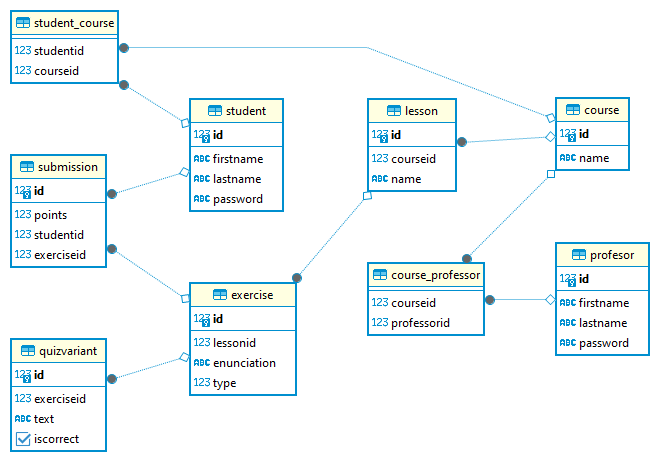 student_course
123 studentid
123 courseid
student
123 id
ABC firstname
ABC lastname
ABC password
lesson
123 id
123 courseid
ABC name
course
123 id
ABC name
submission
123 id
123 points
123 studentid
123 exerciseid
course_professor
123 courseid
123 professorid
profesor
123 id
ABC firstname
ABC lastname
ABC password
exercise
123 id
123 lessonid
ABC enunciation
123 type
quizvariant
123 id
123 exerciseid
ABC text
iscorrect